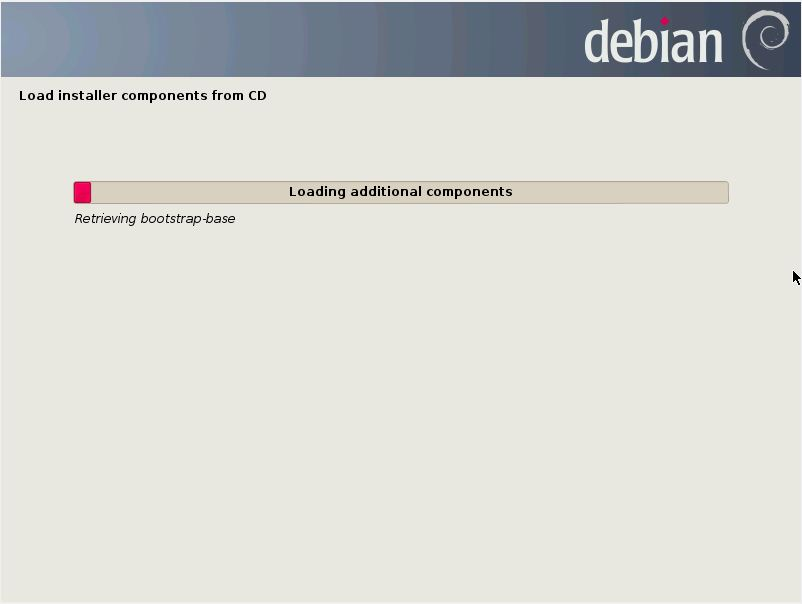 debian
Load installer components from CD
Loading additional components
Retrieving bootstrap-base